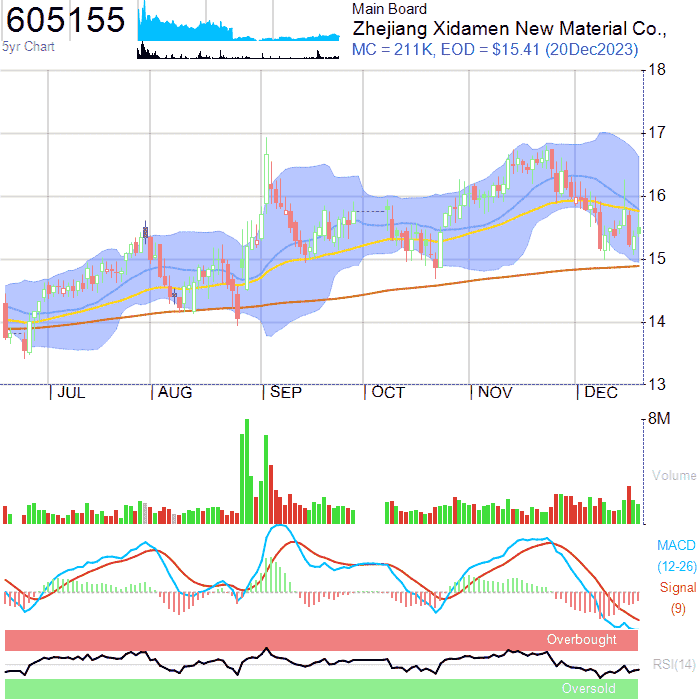 605155
5yr Chart
Main Board
Zhejiang Xidamen New Material Co.,
MC = 211K, EOD = $15.41 (20Dec2023)
18
17
16
15
14
13
JUL AUG SEP OCT NOV DEC
8M
Volume
MACD
(12-26)
Signal
(9)
Overbought
RSI(14)
Oversold